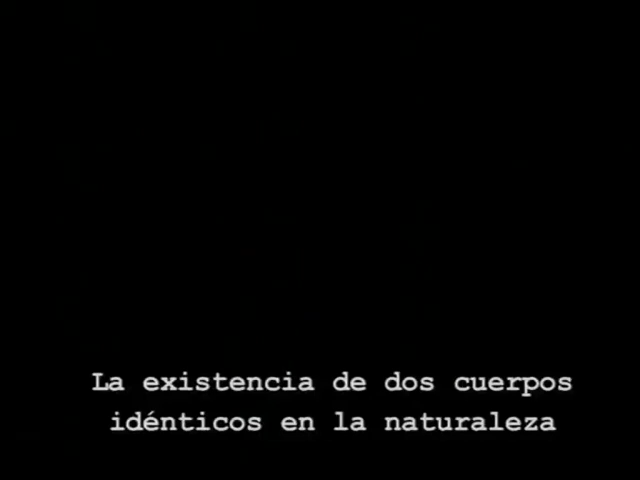 La existencia de dos cuerpos
idénticos en la naturaleza